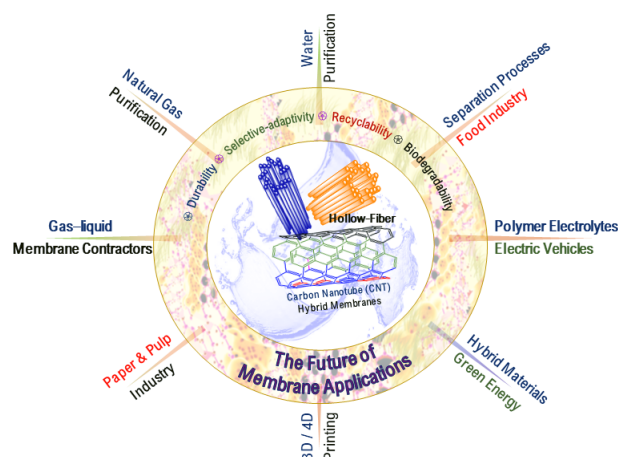 Water
Purification
Natural Gas
Purification
Separation Processes
Food Industry
Durability
Selective-adaptivity
Recyclability
Biodegradability
Hollow-Fiber
Gas–liquid
Membrane Contractors
Polymer Electrolytes
Electric Vehicles
Carbon Nanotube (CNT)
Hybrid Membranes
Paper & Pulp
Industry
The Future of
Membrane Applications
Hybrid Materials
Green Energy
3D / 4D
Printing